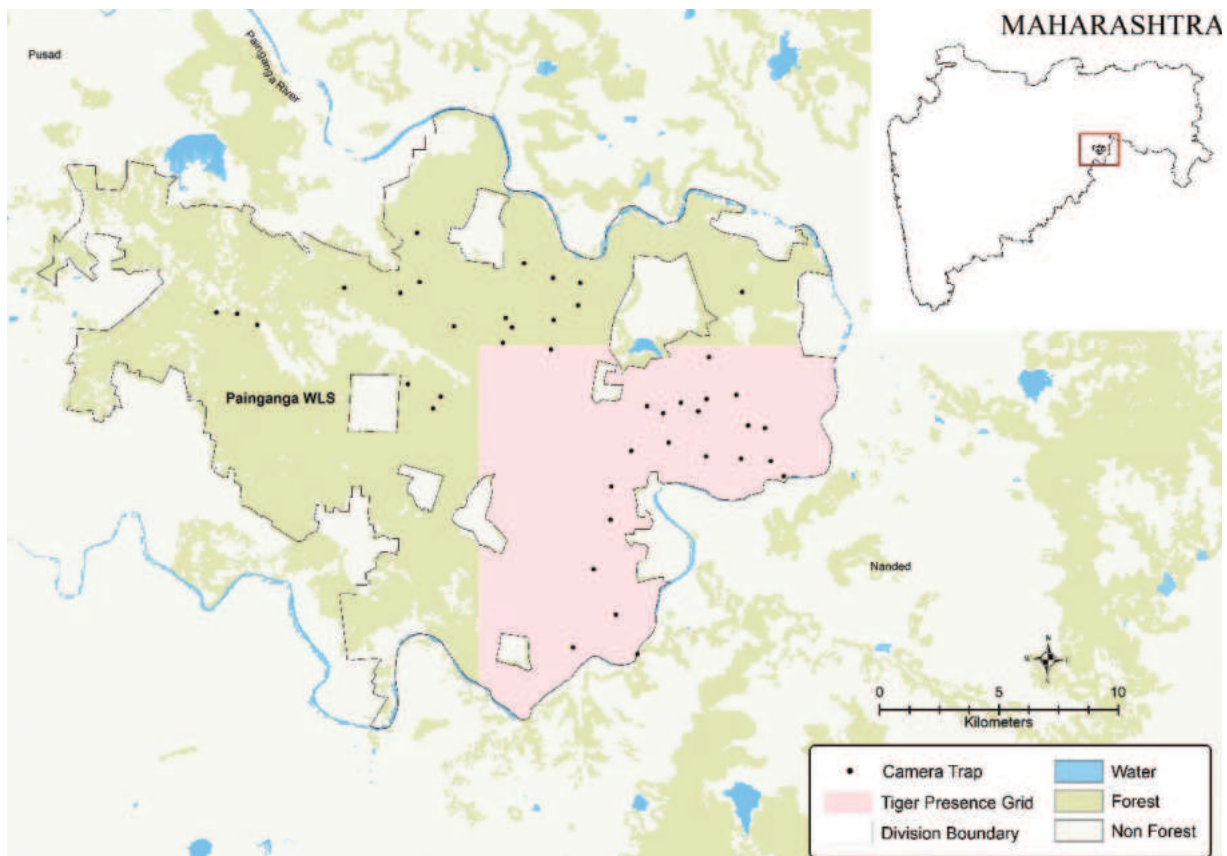 MAHARASHTRA
Pusad
Painganga River
Painganga WLS
Nanded
N
0 5 10
Kilometers
Camera Trap
Tiger Presence Grid
Division Boundary
Water
Forest
Non Forest